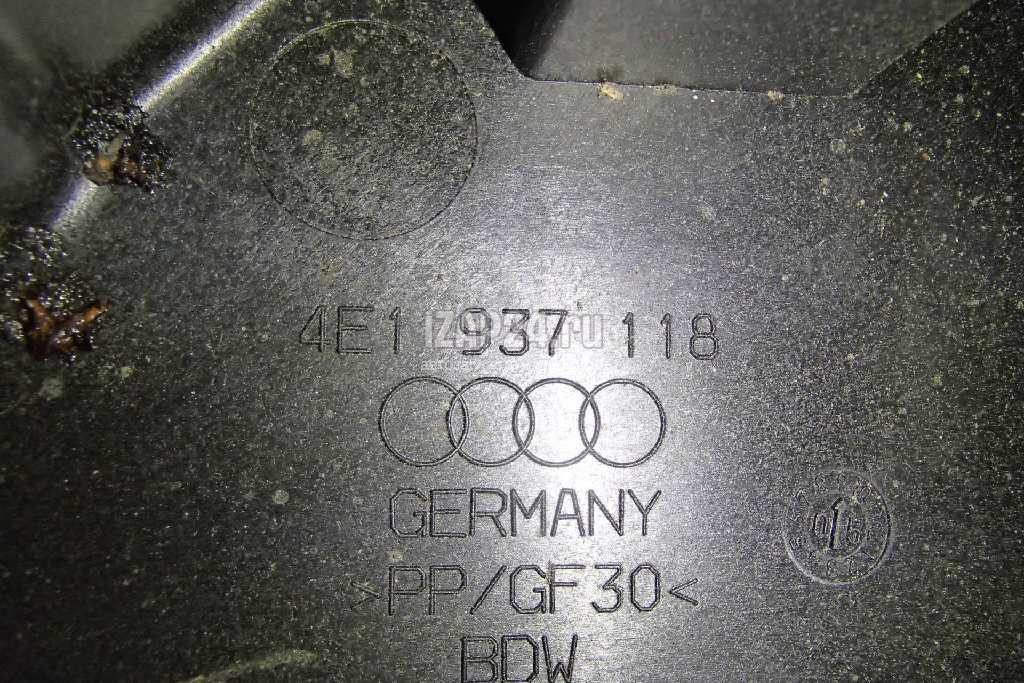 4E1 937 118
GERMANY
>PP/GF30<
BDW